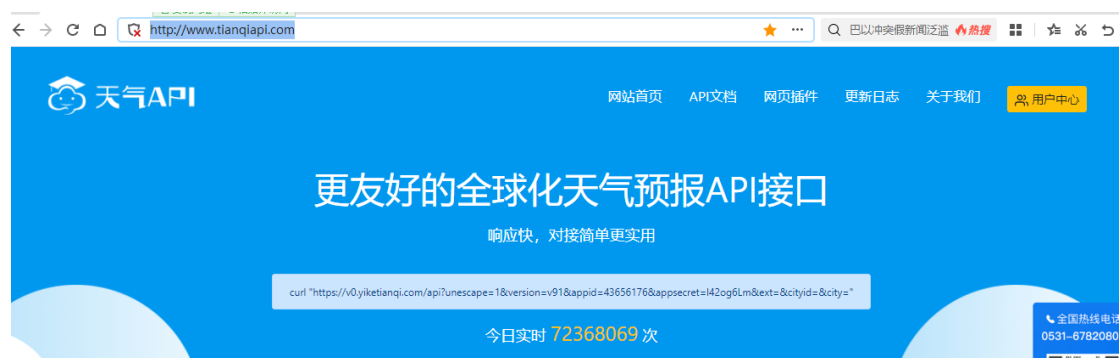 http://www.tianqiapi.com
巴以冲突假新闻泛滥 热搜
天气API
网站首页 API文档 网页插件 更新日志 关于我们 用户中心
更友好的全球化天气预报API接口
响应快，对接简单更实用
curl "https://v0.yiketianqi.com/api?unescape=1&version=v91&appid=43656176&appsecret=I42og6Lm&ext=&cityid=&city="
今日实时 72368069 次
全国热线电话
0531-6782080